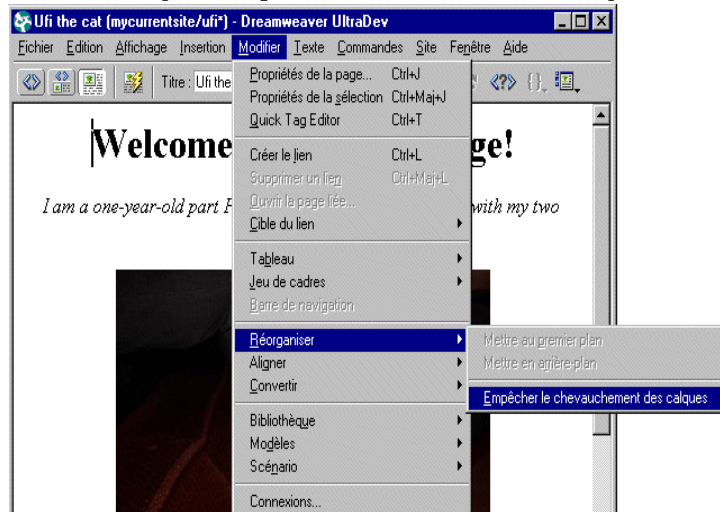 Ufi the cat (mycurrentsite/ufi*) - Dreamweaver UltraDev
Fichier Edition Affichage Insertion Modifier Texte Commandes Site Fenêtre Aide
Titre : Ufi the
Propriétés de la page... Ctrl+J
Propriétés de la sélection Ctrl+Maj+J
Quick Tag Editor Ctrl+T
Créer le lien Ctrl+L
Supprimer un lien Ctrl+Maj+L
Ouvrir la page liée...
Cible du lien
Tableau
Jeu de cadres
Barre de navigation
Réorganiser
Aligner
Convertir
Bibliothèque
Modèles
Scénario
Connexions...
Mettre au premier plan
Mettre en arrière-plan
Empêcher le chevauchement des calques
Welcome ge!
I am a one-year-old part with my two